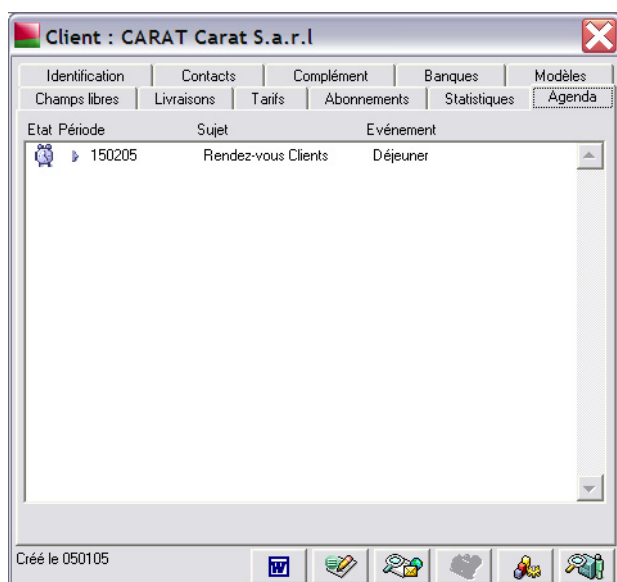 Client : CARAT Carat S.a.r.l
Identification Contacts Complément Banques Modèles
Champs libres Livraisons Tarifs Abonnements Statistiques Agenda
Etat Période Sujet Evénement
150205 Rendez-vous Clients Déjeuner
Créé le 050105
W